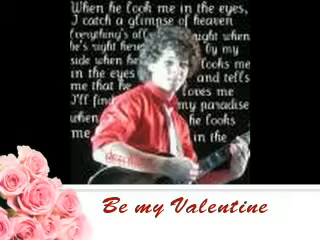 When he look me in the eyes,
I catch a glimpse of heaven
Everything's all right when
he's right here by my
side when he looks me
in the eyes and tells
me that he loves me
I'll find my paradise
when he looks
me in the
Be my Valentine